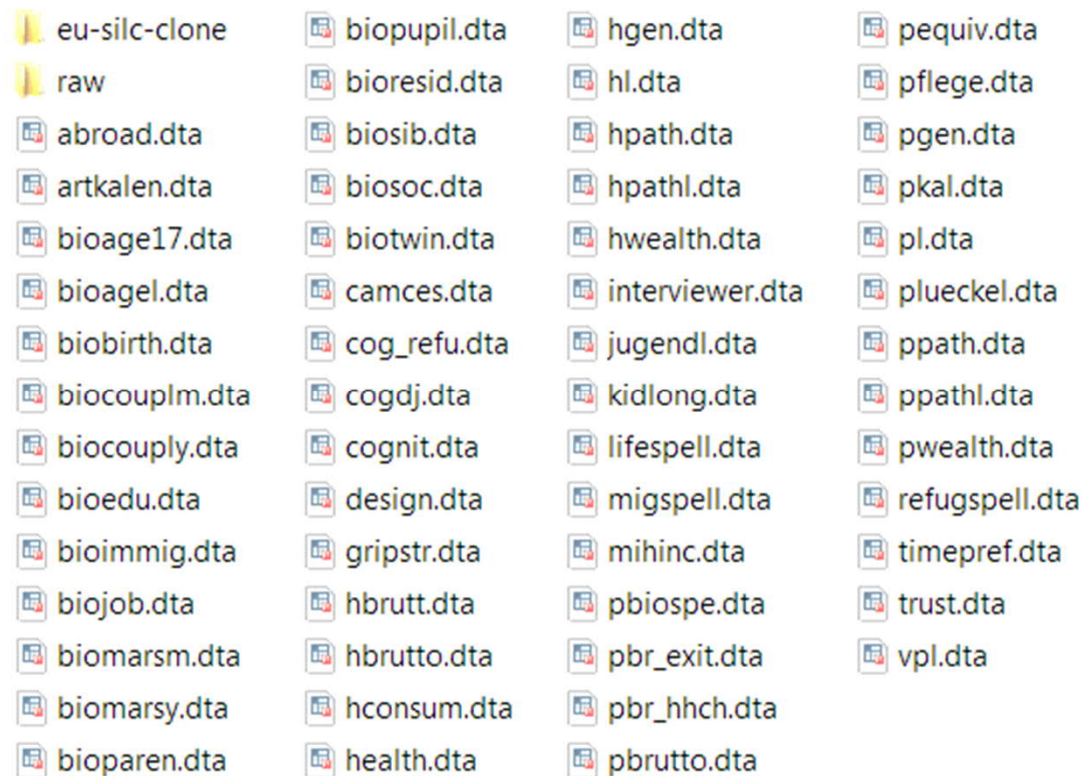 eu-silc-clone
raw
abroad.dta
artkalen.dta
bioage17.dta
bioagel.dta
biobirth.dta
biocouplm.dta
biocouply.dta
bioedu.dta
bioimmig.dta
biojob.dta
biomarsm.dta
biomarsy.dta
bioparen.dta
biopupil.dta
bioresid.dta
biosib.dta
biosoc.dta
biotwin.dta
camces.dta
cog_refu.dta
cogdj.dta
cognit.dta
design.dta
gripstr.dta
hbrutt.dta
hbrutto.dta
hconsum.dta
health.dta
hgen.dta
hl.dta
hpath.dta
hpathl.dta
hwealth.dta
interviewer.dta
jugendl.dta
kidlong.dta
lifespell.dta
migspell.dta
mihinc.dta
pbiospe.dta
pbr_exit.dta
pbr_hhch.dta
pbrutto.dta
pequiv.dta
pflege.dta
pgen.dta
pkal.dta
pl.dta
plueckel.dta
ppath.dta
ppathl.dta
pwealth.dta
refugspell.dta
timepref.dta
trust.dta
vpl.dta